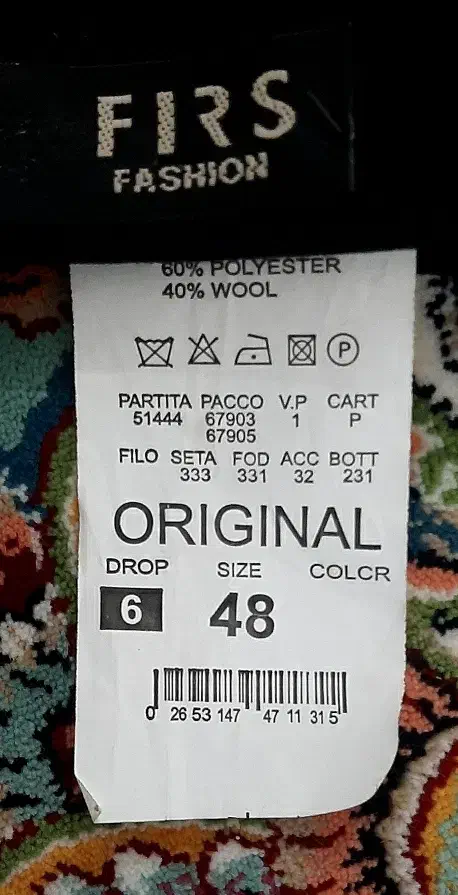 FIRS
FASHION
60% POLYESTER
40% WOOL
P
PARTITA PACCO V.P CART
51444 67903 1 P
67905
FILO SETA FOD ACC BOTT
333 331 32 231
ORIGINAL
DROP SIZE COLCR
6 48
0 26 53 147 47 11 315